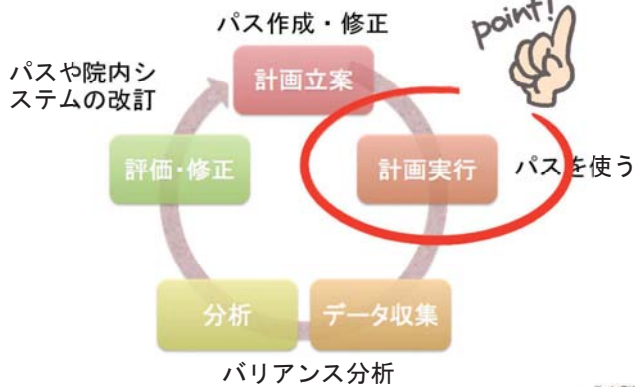 パス作成・修正
point!
パスや院内シ
ステムの改訂
計画立案
評価・修正
計画実行
パスを使う
分析
データ収集
バリアンス分析